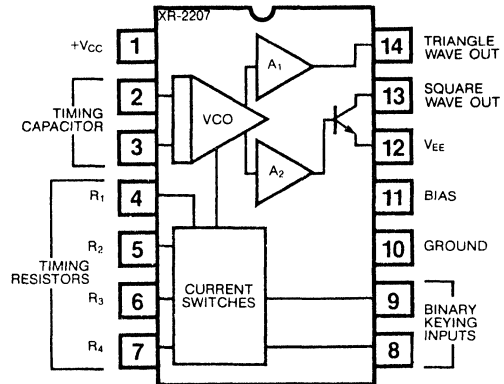 XR-2207
+VCC
1
2
3
TIMING
CAPACITOR
R1
4
R2
5
TIMING
RESISTORS
R3
6
R4
7
VCO
A1
A2
CURRENT
SWITCHES
14
TRIANGLE
WAVE OUT
13
SQUARE
WAVE OUT
12
VEE
11
BIAS
10
GROUND
9
8
BINARY
KEYING
INPUTS